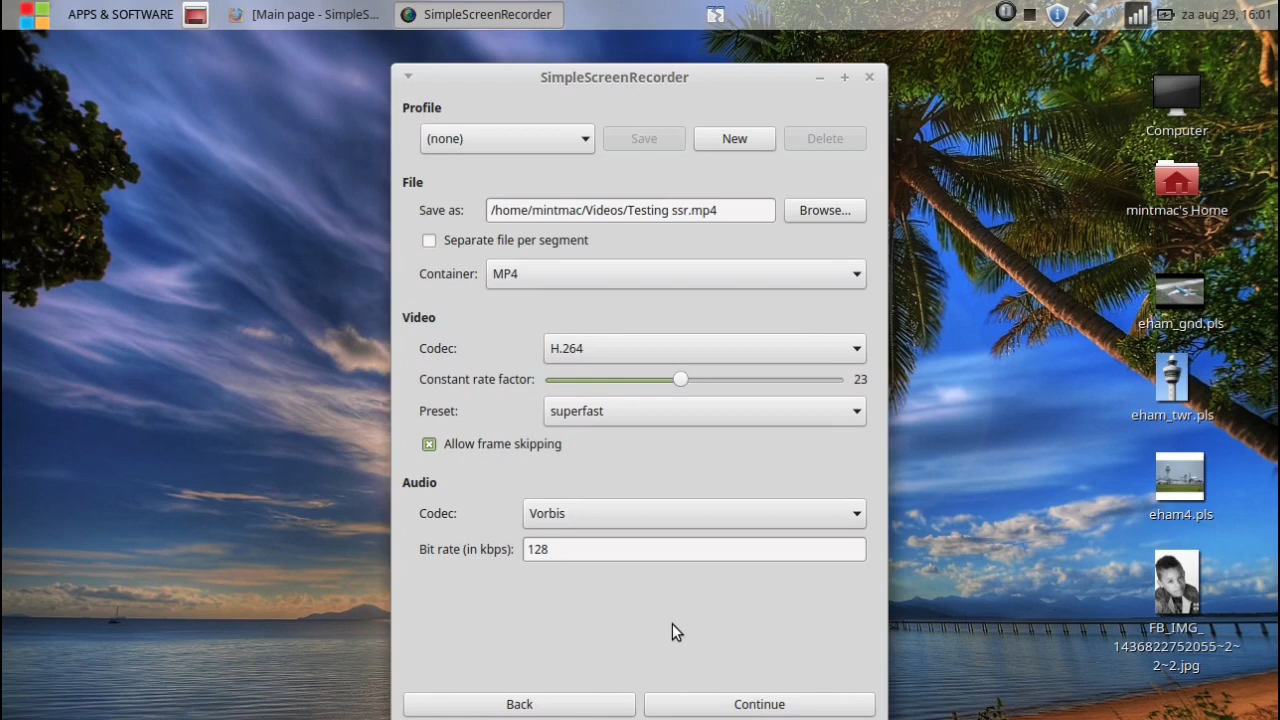 APPS & SOFTWARE
[Main page - SimpleS...
SimpleScreenRecorder
za aug 29, 16:01
SimpleScreenRecorder
Profile
(none)
Save
New
Delete
File
Save as:
/home/mintmac/Videos/Testing ssr.mp4
Browse...
Separate file per segment
Container:
MP4
Video
Codec:
H.264
Constant rate factor:
23
Preset:
superfast
Allow frame skipping
Audio
Codec:
Vorbis
Bit rate (in kbps):
128
Back
Continue
Computer
mintmac's Home
eham_gnd.pls
eham_twr.pls
eham4.pls
FB_IMG_
1436822752055~2~
2~2.jpg